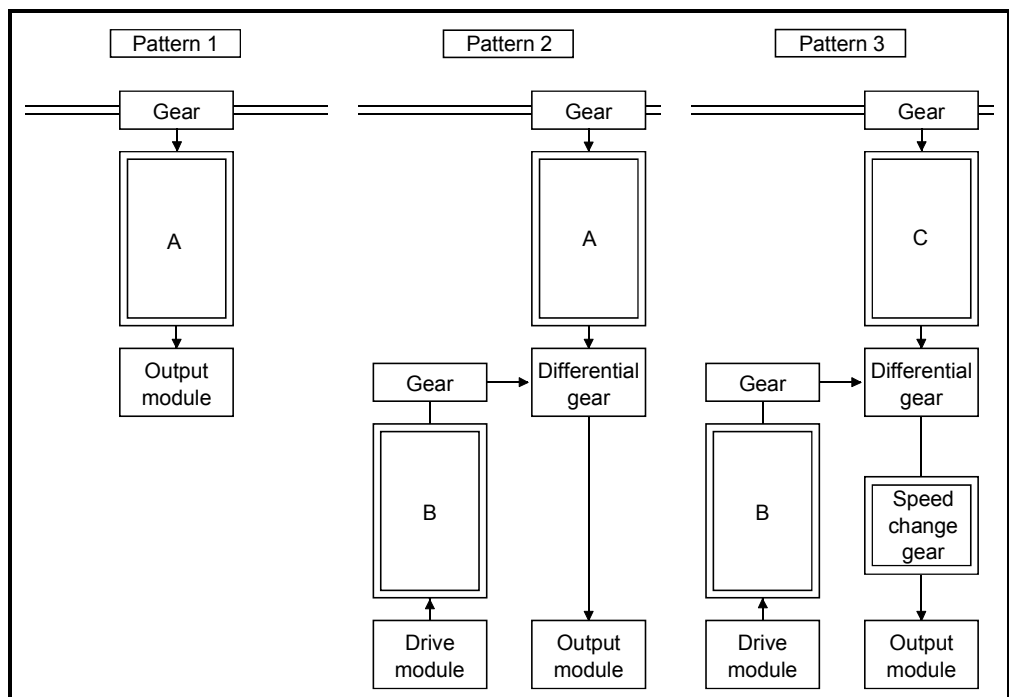 Pattern 1
Gear
A
Output
module
Pattern 2
Gear
A
Differential
gear
Gear
B
Drive
module
Output
module
Pattern 3
Gear
C
Differential
gear
Gear
B
Speed
change
gear
Drive
module
Output
module